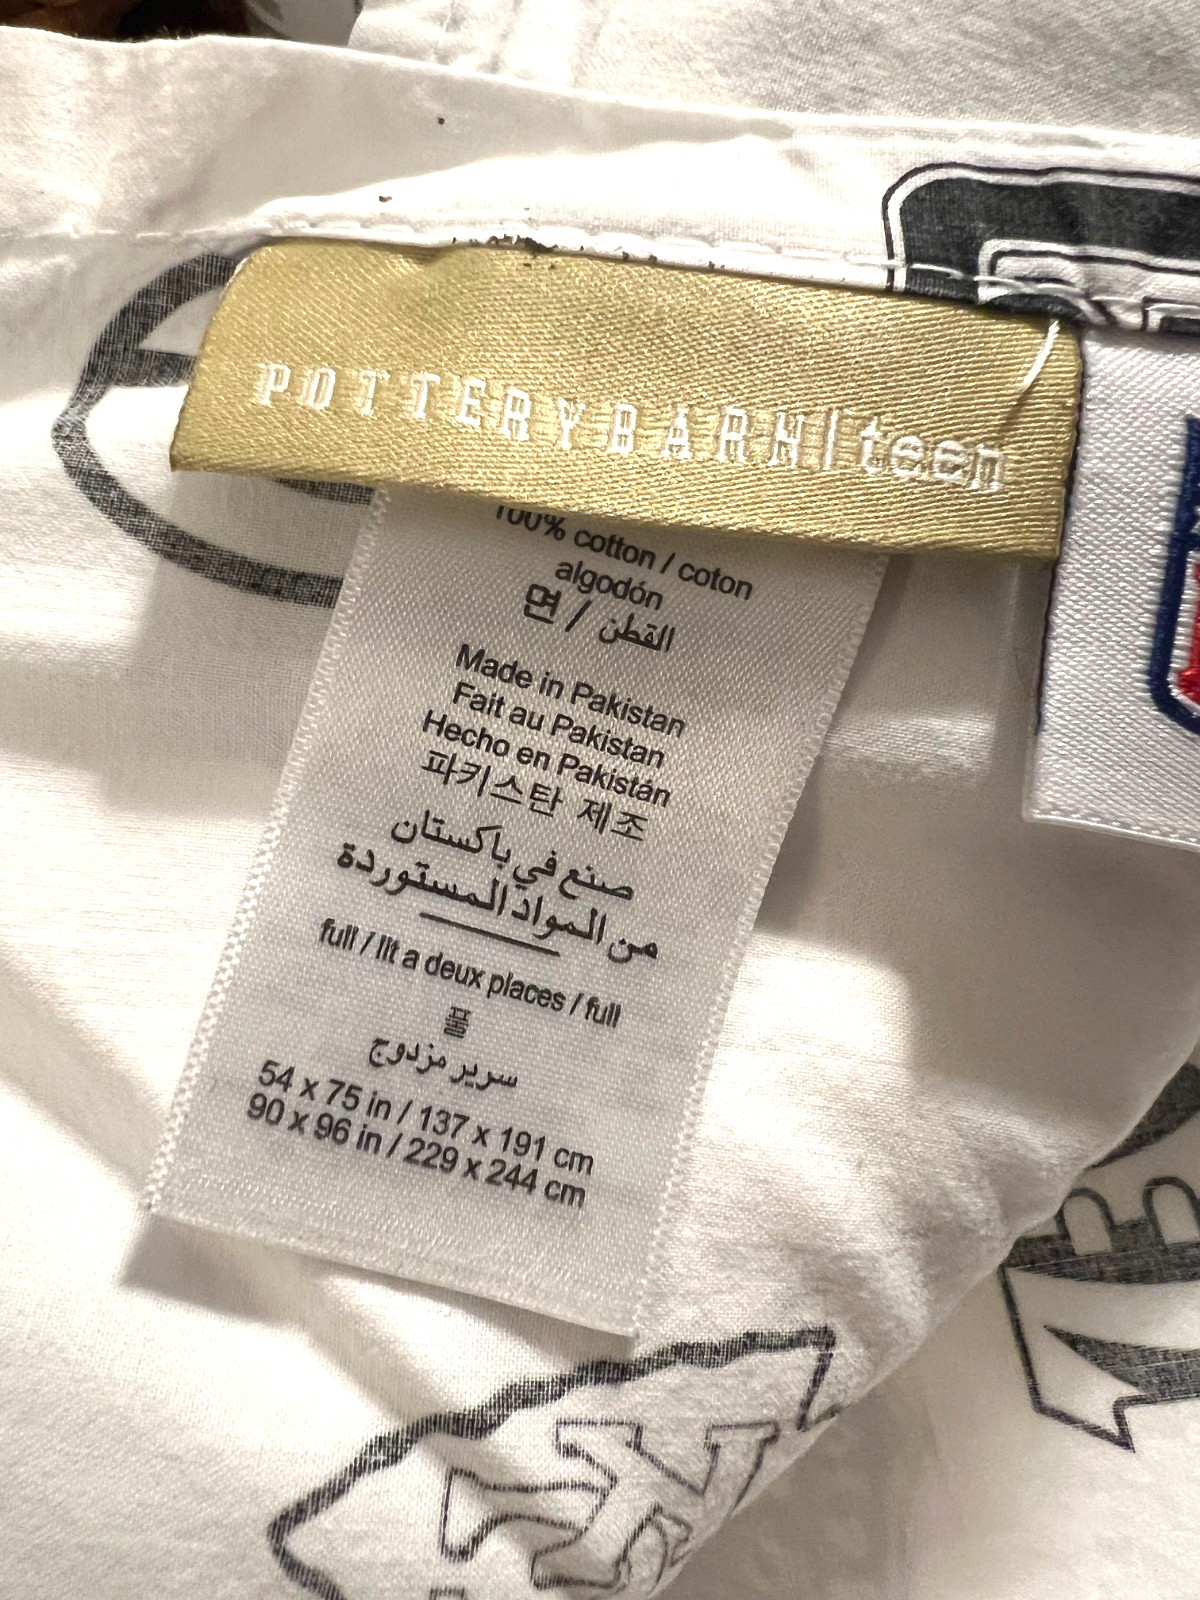 POTTERYBARN|teen
100% cotton / coton
algodón
면 / القطن
Made in Pakistan
Fait au Pakistan
Hecho en Pakistán
파키스탄 제조
صنع في باكستان
من المواد المستوردة
full / lit a deux places / full
풀
سرير مزدوج
54 x 75 in / 137 x 191 cm
90 x 96 in / 229 x 244 cm